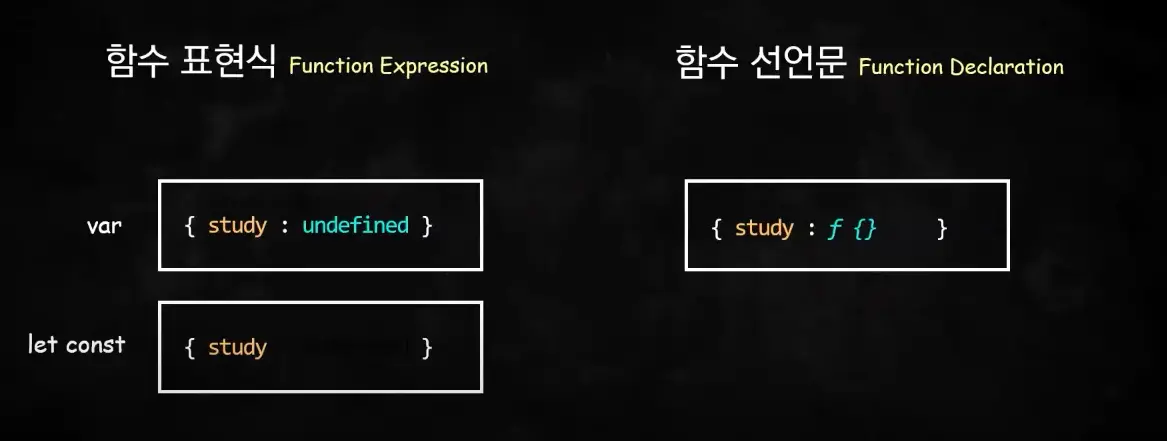 함수 표현식 Function Expression
함수 선언문 Function Declaration
var { study : undefined }
{ study : ƒ {} }
let const { study }